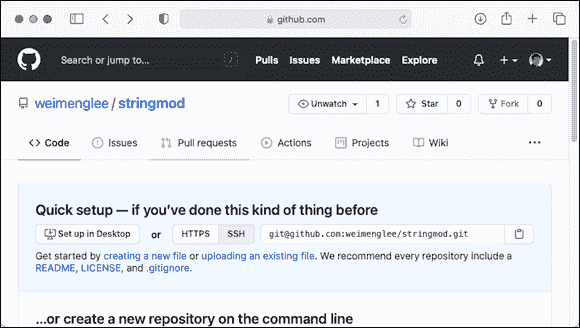 github.com
Search or jump to... /
Pulls Issues Marketplace Explore
weimenglee / stringmod
Unwatch 1 Star 0 Fork 0
Code Issues Pull requests Actions Projects Wiki
Quick setup — if you've done this kind of thing before
Set up in Desktop or HTTPS SSH git@github.com:weimenglee/stringmod.git
Get started by creating a new file or uploading an existing file. We recommend every repository include a
README, LICENSE, and .gitignore.
...or create a new repository on the command line